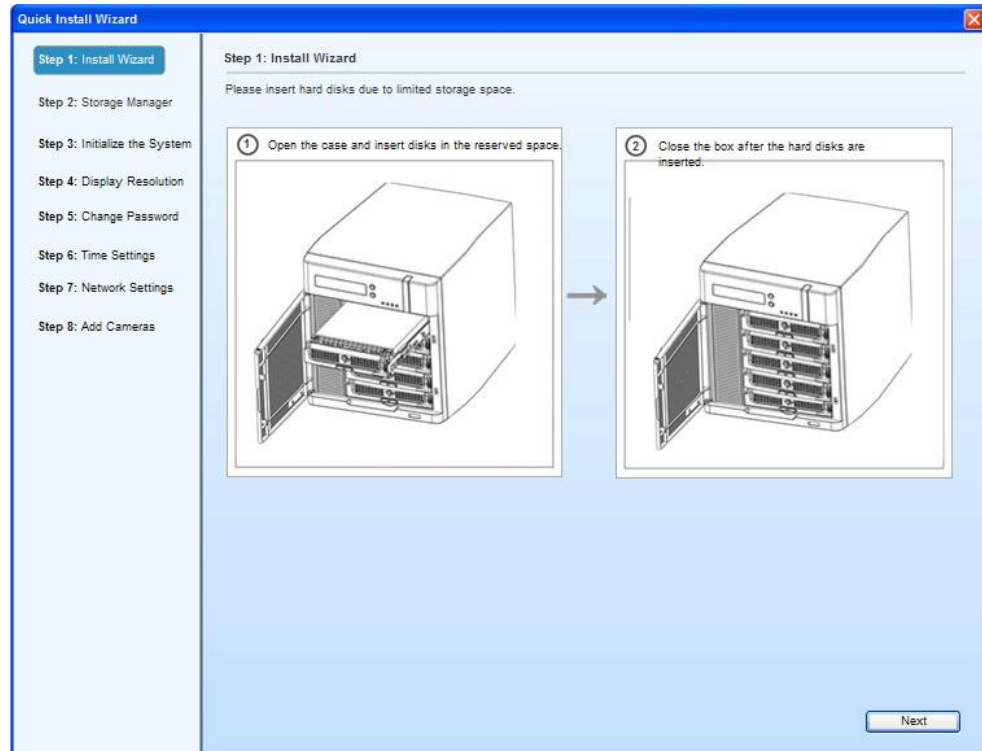 Quick Install Wizard
Step 1: Install Wizard
Step 2: Storage Manager
Step 3: Initialize the System
Step 4: Display Resolution
Step 5: Change Password
Step 6: Time Settings
Step 7: Network Settings
Step 8: Add Cameras
Step 1: Install Wizard
Please insert hard disks due to limited storage space.
1 Open the case and insert disks in the reserved space.
2 Close the box after the hard disks are
inserted.
Next